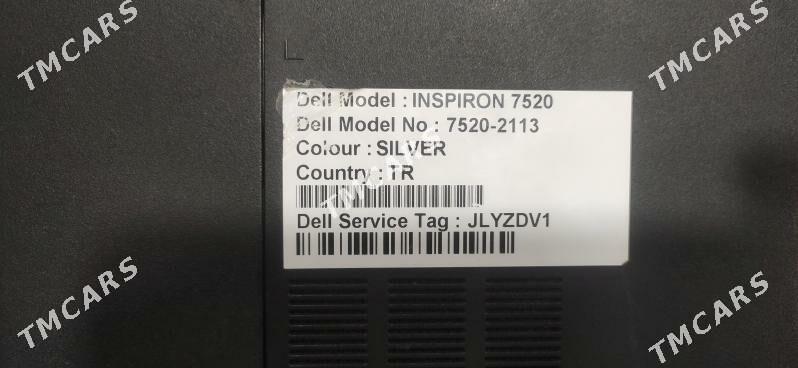 TMCARS
TMCARS
Dell Model : INSPIRON 7520
Dell Model No : 7520-2113
Colour : SILVER
Country : TR
TMCARS
Dell Service Tag : JLYZDV1
TMCARS
TMCARS